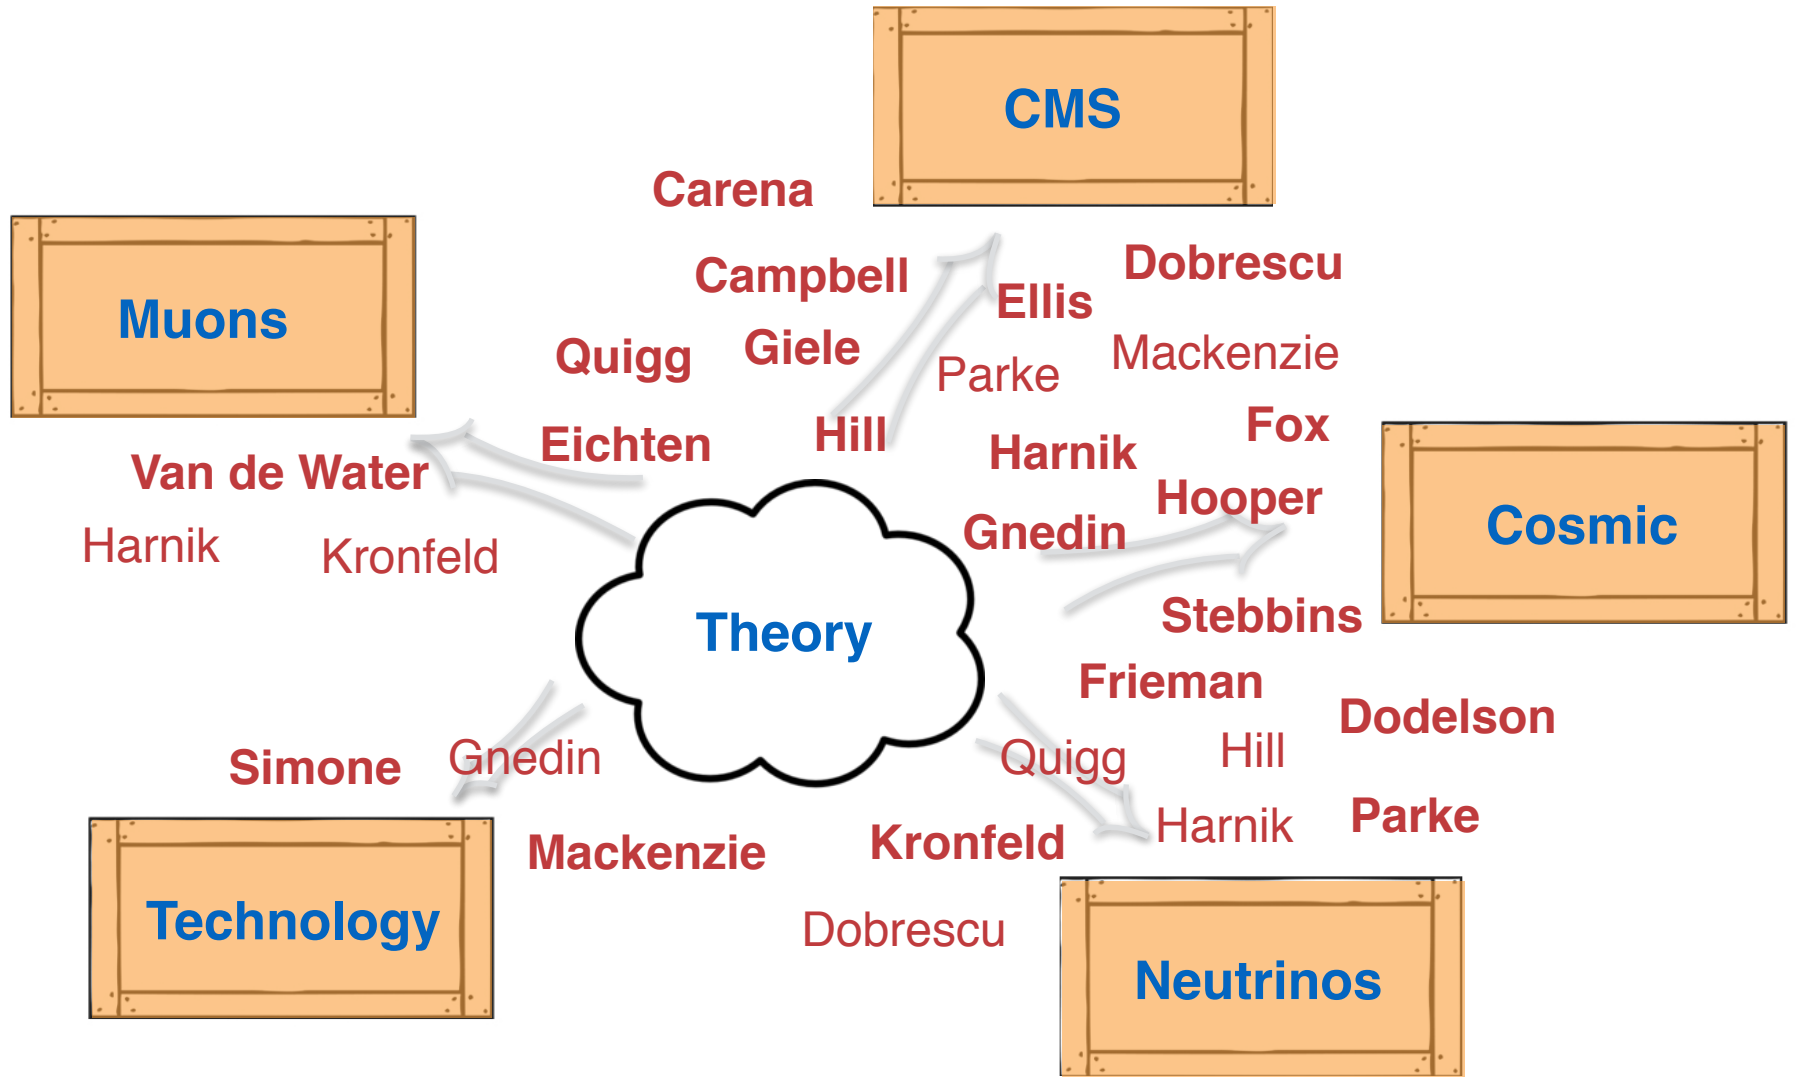 CMS
Carena
Dobrescu
Campbell
Ellis
Muons
Giele
Quigg
Parke
Mackenzie
Hill
Eichten
Harnik
Fox
Van de Water
Hooper
Gnedin
Cosmic
Harnik
Kronfeld
Stebbins
Theory
Frieman
Dodelson
Hill
Quigg
Simone
Gnedin
Harnik
Parke
Mackenzie
Kronfeld
Technology
Dobrescu
Neutrinos